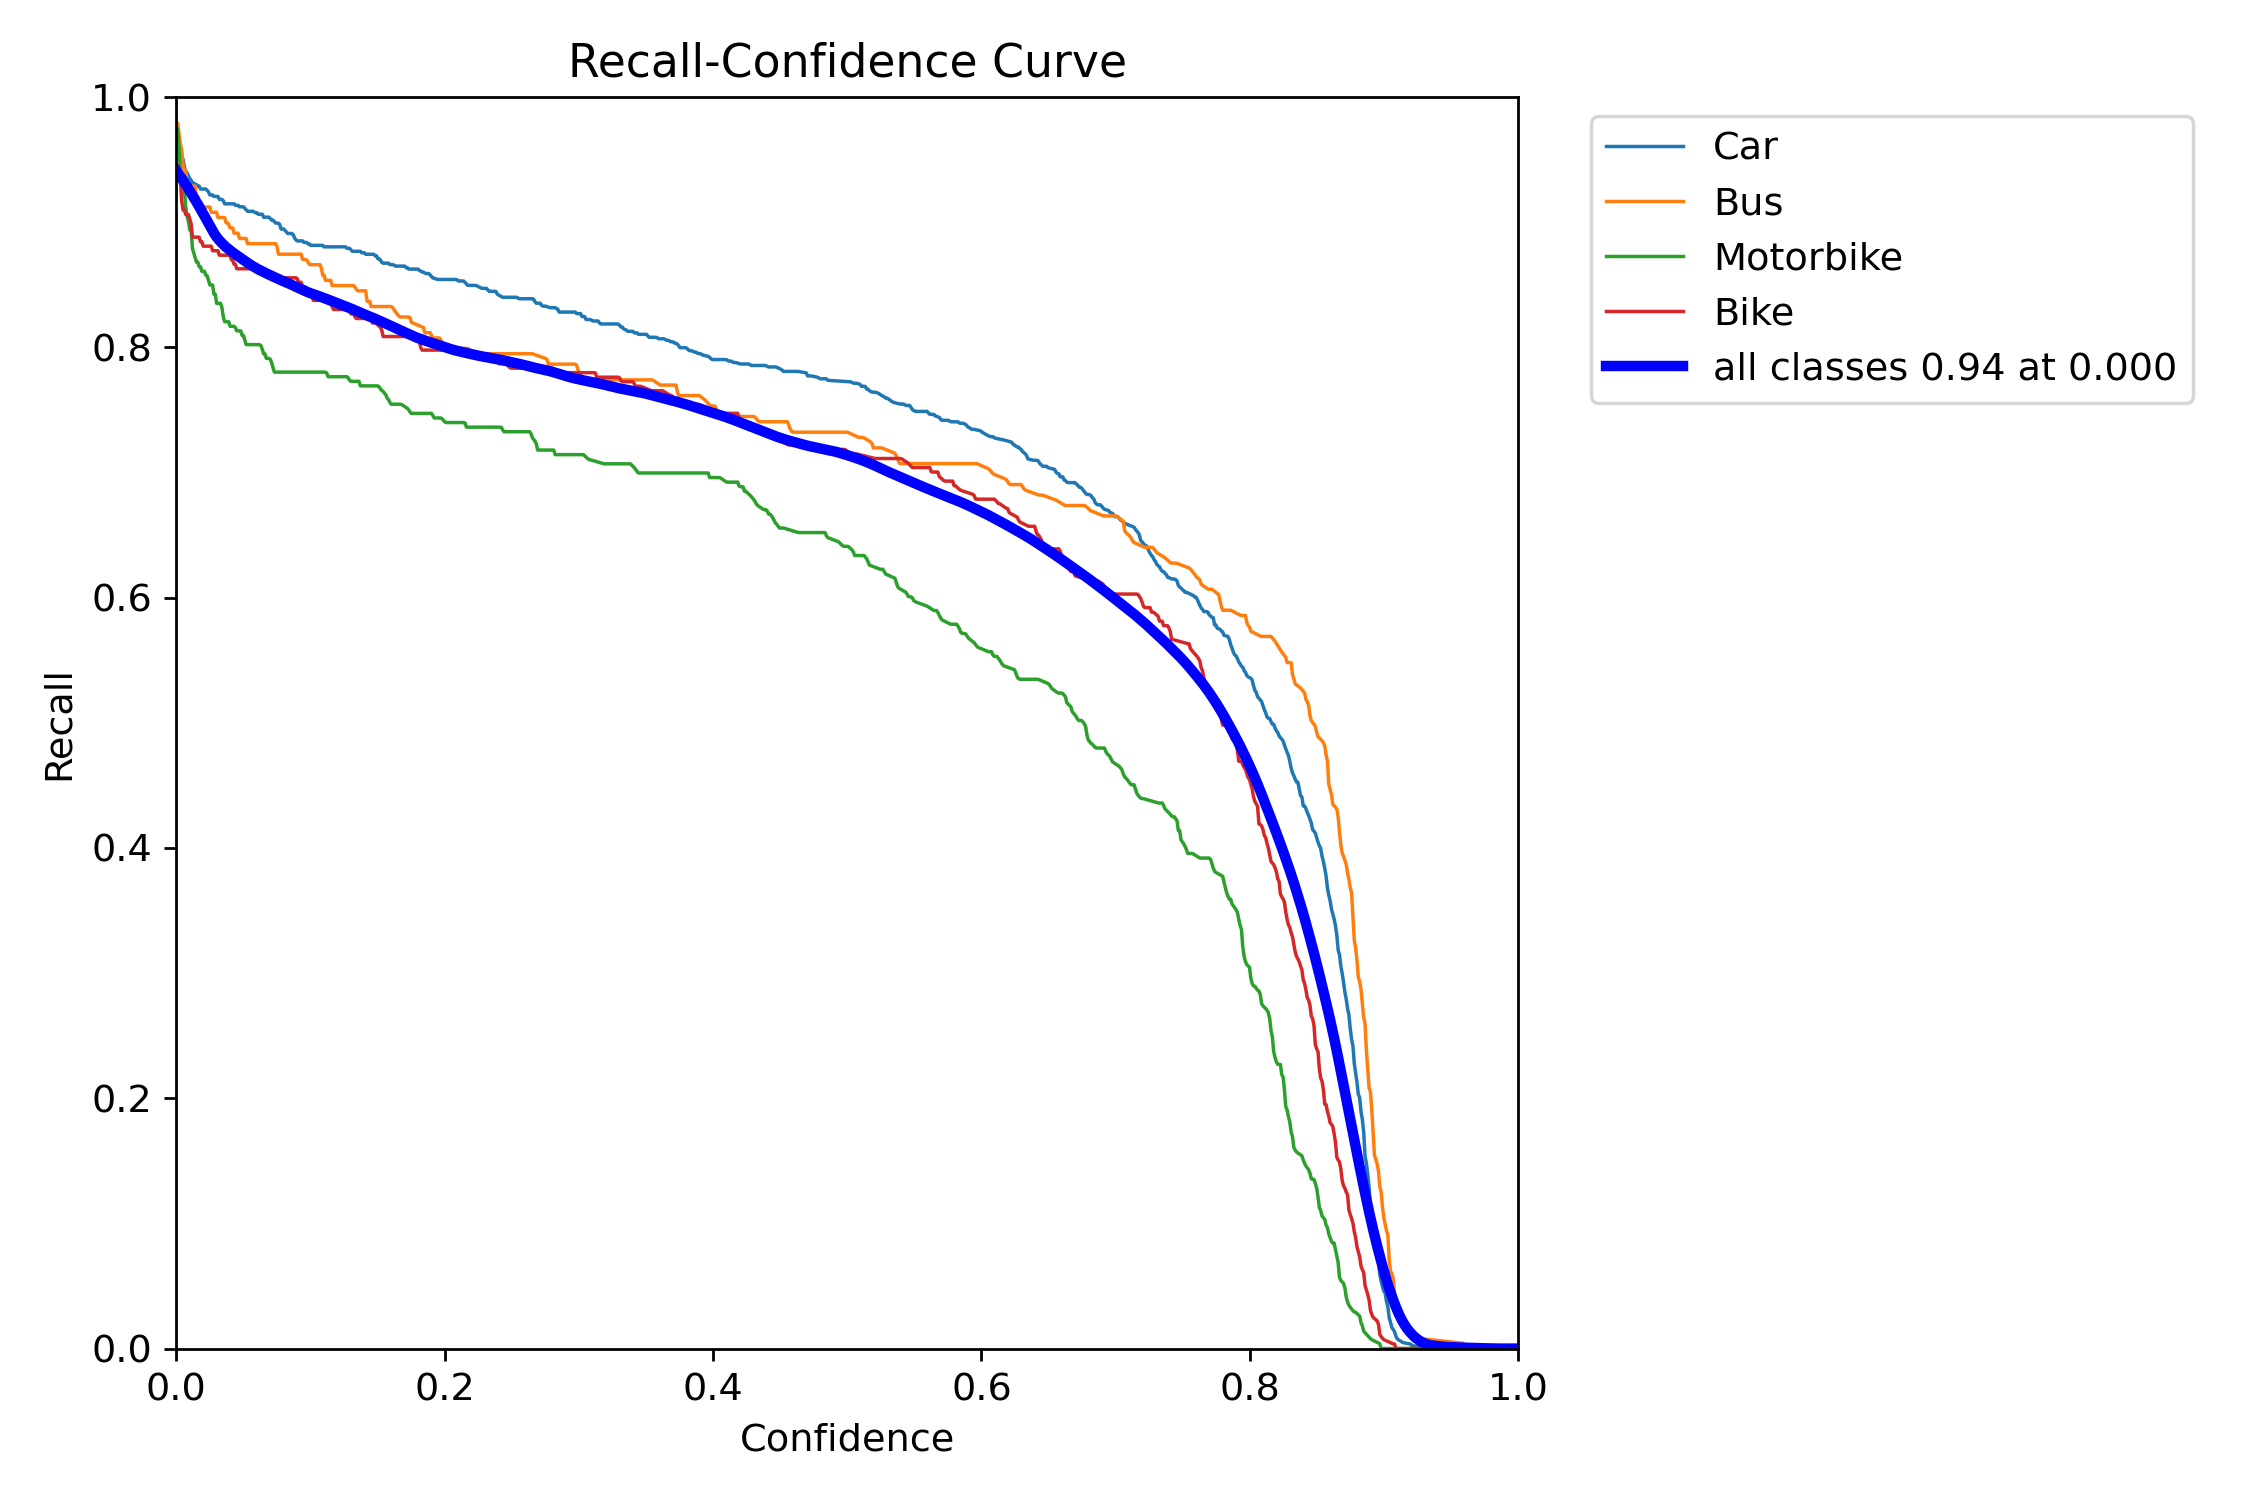 Recall-Confidence Curve
1.0
0.8
0.6
0.4
0.2
0.0
Recall
0.0 0.2 0.4 0.6 0.8 1.0
Confidence
Car
Bus
Motorbike
Bike
all classes 0.94 at 0.000